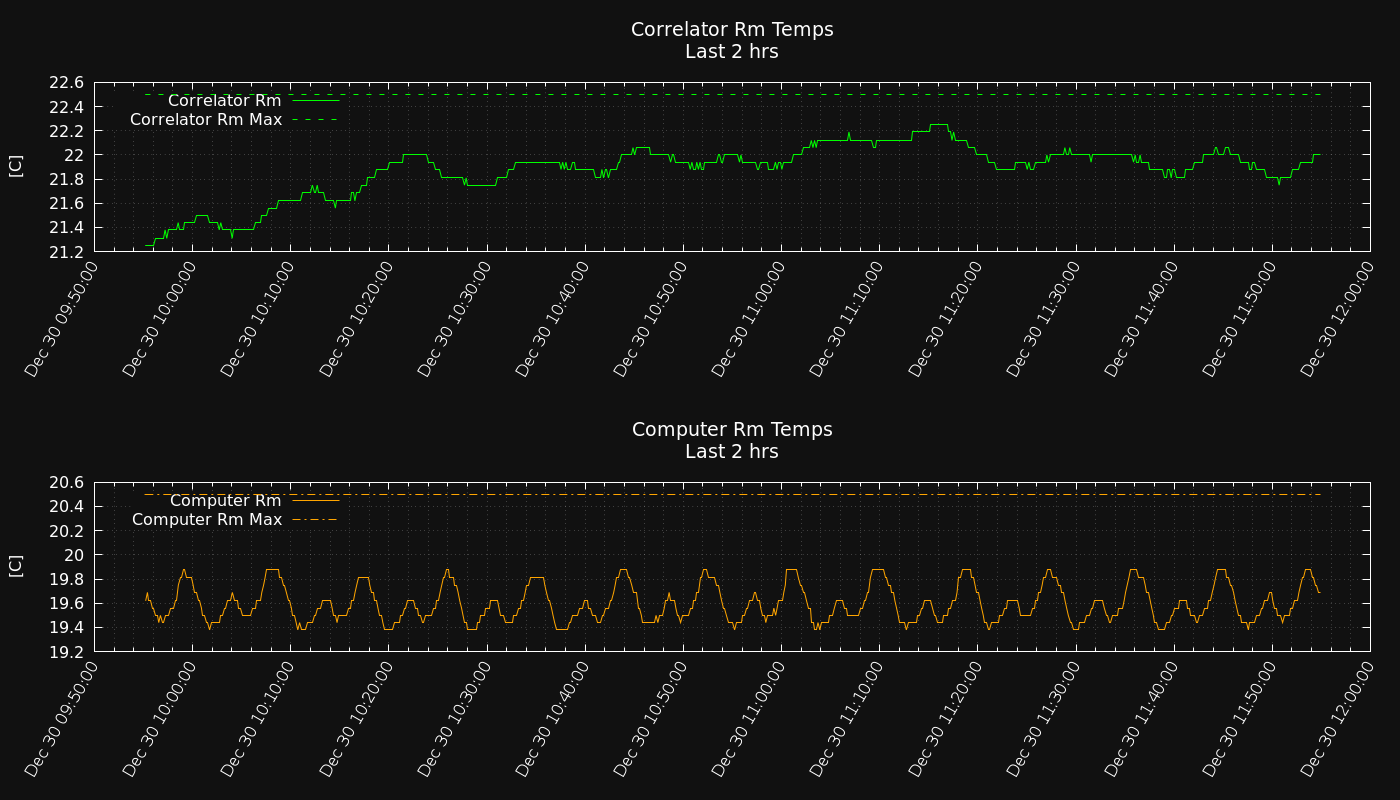 Correlator Rm Temps
Last 2 hrs
22.6
22.4
22.2
22
21.8
21.6
21.4
21.2
[C]
Correlator Rm
Correlator Rm Max
Dec 30 09:50:00
Dec 30 10:00:00
Dec 30 10:10:00
Dec 30 10:20:00
Dec 30 10:30:00
Dec 30 10:40:00
Dec 30 10:50:00
Dec 30 11:00:00
Dec 30 11:10:00
Dec 30 11:20:00
Dec 30 11:30:00
Dec 30 11:40:00
Dec 30 11:50:00
Dec 30 12:00:00
Computer Rm Temps
Last 2 hrs
20.6
20.4
20.2
20
19.8
19.6
19.4
19.2
[C]
Computer Rm
Computer Rm Max
Dec 30 09:50:00
Dec 30 10:00:00
Dec 30 10:10:00
Dec 30 10:20:00
Dec 30 10:30:00
Dec 30 10:40:00
Dec 30 10:50:00
Dec 30 11:00:00
Dec 30 11:10:00
Dec 30 11:20:00
Dec 30 11:30:00
Dec 30 11:40:00
Dec 30 11:50:00
Dec 30 12:00:00